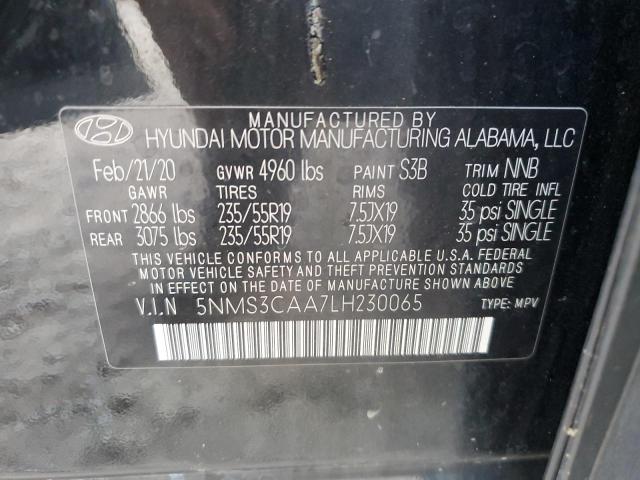 MANUFACTURED BY
HYUNDAI MOTOR MANUFACTURING ALABAMA, LLC
Feb/21/20 GVWR 4960 lbs PAINT S3B TRIM NNB
GAWR TIRES RIMS COLD TIRE INFL
FRONT 2866 lbs 235/55R19 7.5JX19 35 psi SINGLE
REAR 3075 lbs 235/55R19 7.5JX19 35 psi SINGLE
THIS VEHICLE CONFORMS TO ALL APPLICABLE U.S.A. FEDERAL
MOTOR VEHICLE SAFETY AND THEFT PREVENTION STANDARDS
IN EFFECT ON THE DATE OF MANUFACTURE SHOWN ABOVE.
V.I.N 5NMS3CAA7LH230065 TYPE: MPV